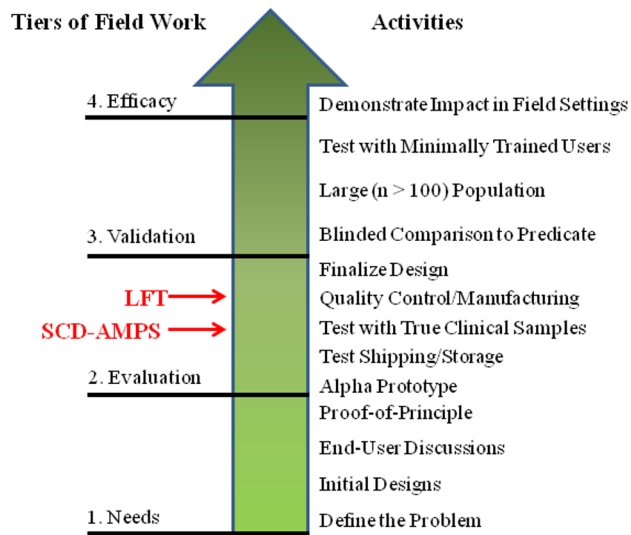 Tiers of Field Work Activities
4. Efficacy
Demonstrate Impact in Field Settings
Test with Minimally Trained Users
Large (n > 100) Population
3. Validation
Blinded Comparison to Predicate
Finalize Design
LFT
Quality Control/Manufacturing
SCD-AMPS
Test with True Clinical Samples
Test Shipping/Storage
2. Evaluation
Alpha Prototype
Proof-of-Principle
End-User Discussions
Initial Designs
1. Needs
Define the Problem